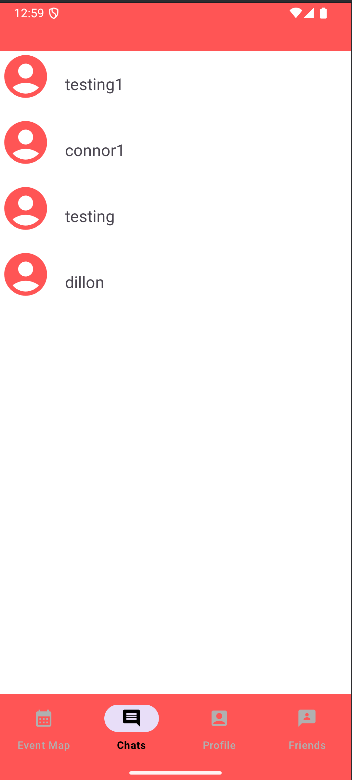 12:59
testing1
connor1
testing
dillon
Event Map
Chats
Profile
Friends